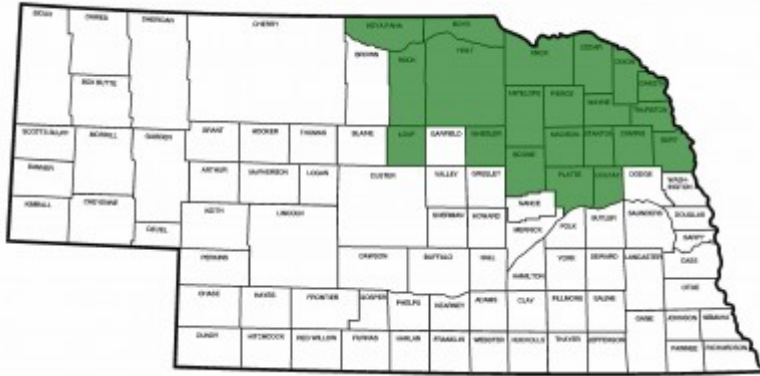 SIOUX
DAWES
SHERIDAN
CHERRY
KEYA PAHA
BOYD
BROWN
ROCK
HOLT
KNOX
CEDAR
DIXON
DAKOTA
BOX BUTTE
ANTELOPE
PIERCE
WAYNE
THURSTON
SCOTTS BLUFF
MORRILL
GARDEN
GRANT
HOOKER
THOMAS
BLAINE
LOUP
GARFIELD
WHEELER
MADISON
STANTON
CUMING
BURT
BANNER
ARTHUR
McPHERSON
LOGAN
CUSTER
VALLEY
GREELEY
BOONE
PLATTE
COLFAX
DODGE
WASH-
INGTON
KIMBALL
CHEYENNE
DEUEL
KEITH
LINCOLN
SHERMAN
HOWARD
NANCE
MERRICK
POLK
BUTLER
SAUNDERS
DOUGLAS
SARPY
PERKINS
DAWSON
BUFFALO
HALL
HAMILTON
YORK
SEWARD
LANCASTER
CASS
OTOE
CHASE
HAYES
FRONTIER
GOSPER
PHELPS
KEARNEY
ADAMS
CLAY
FILLMORE
SALINE
GAGE
JOHNSON
NEMAHA
DUNDY
HITCHCOCK
RED WILLOW
FURNAS
HARLAN
FRANKLIN
WEBSTER
NUCKOLLS
THAYER
JEFFERSON
PAWNEE
RICHARDSON